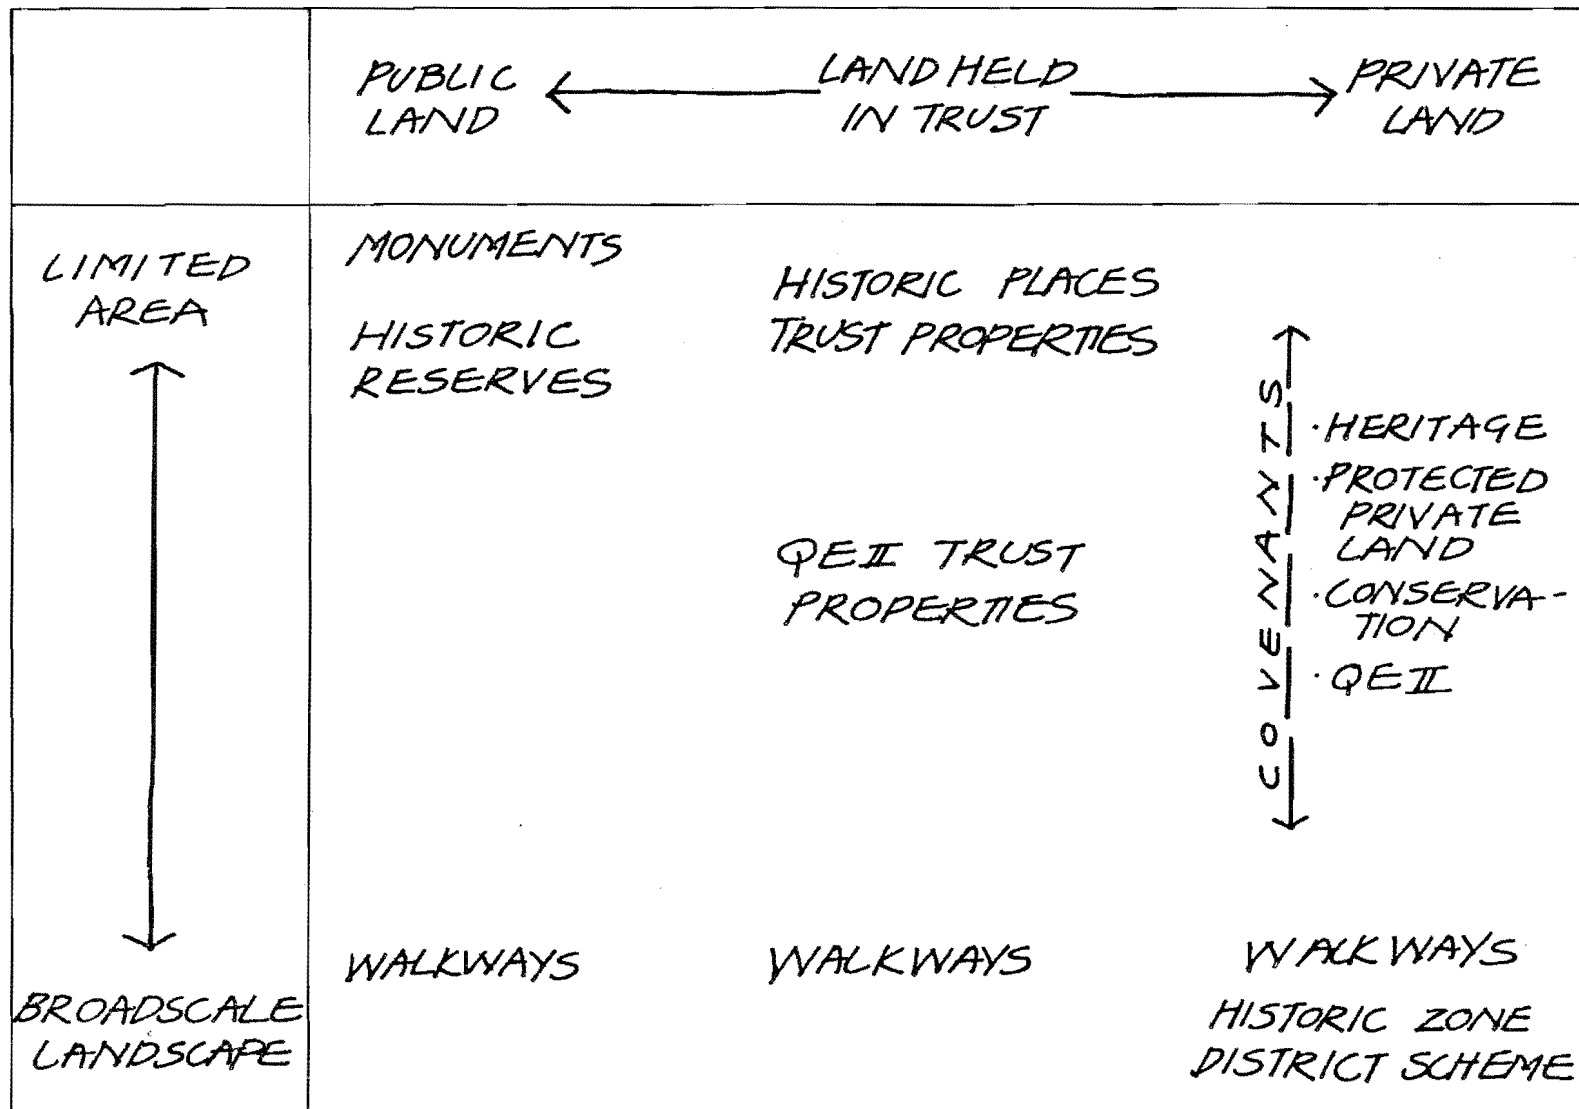 PUBLIC
LAND
LAND HELD
IN TRUST
PRIVATE
LAND
LIMITED
AREA
BROADSCALE
LANDSCAPE
MONUMENTS
HISTORIC
RESERVES
WALKWAYS
HISTORIC PLACES
TRUST PROPERTIES
QEII TRUST
PROPERTIES
WALKWAYS
COVENANTS
·HERITAGE
·PROTECTED
PRIVATE
LAND
·CONSERVA-
TION
·QEII
WALKWAYS
HISTORIC ZONE
DISTRICT SCHEME